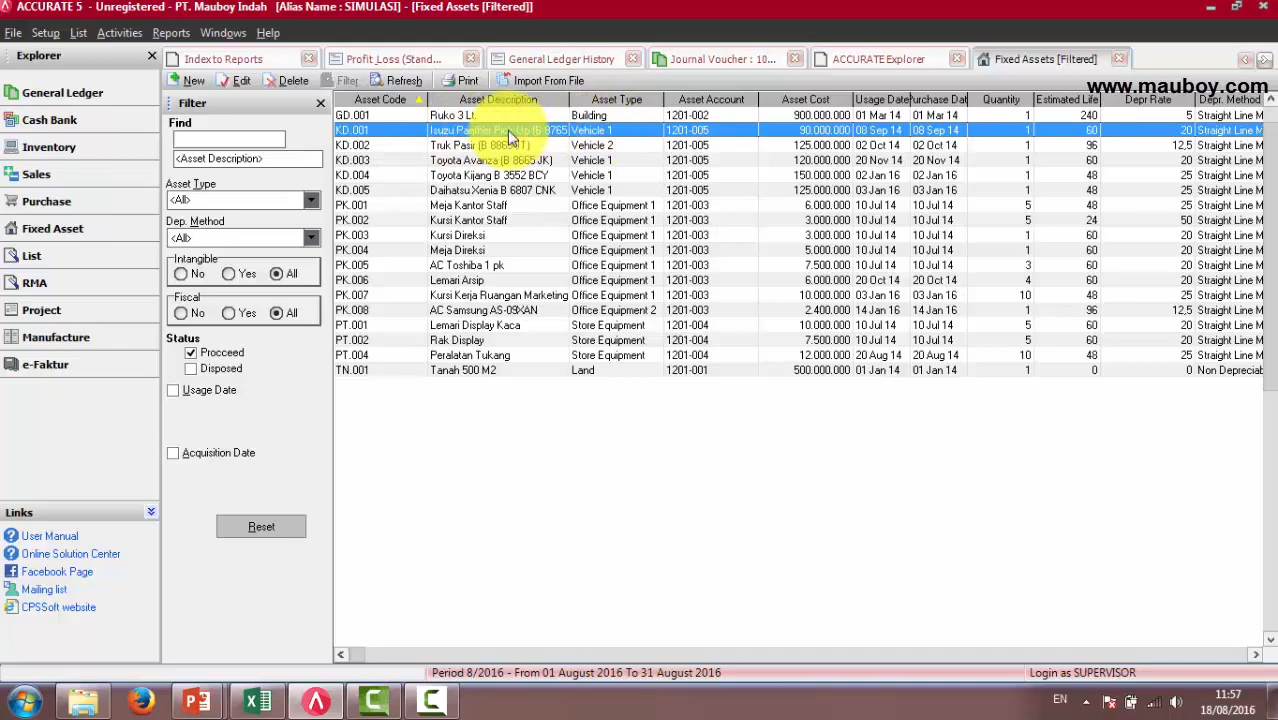 ACCURATE 5 - Unregistered - PT. Mauboy Indah [Alias Name : SIMULASI] - [Fixed Assets [Filtered]]
File Setup List Activities Reports Windows Help
Explorer
Index to Reports Profit_Loss (Stand... General Ledger History Journal Voucher : 10... ACCURATE Explorer Fixed Assets [Filtered]
New Edit Delete Filter Refresh Print Import From File
www.mauboy.com
General Ledger
Cash Bank
Inventory
Sales
Purchase
Fixed Asset
List
RMA
Project
Manufacture
e-Faktur
Links
User Manual
Online Solution Center
Facebook Page
Mailing list
CPSSoft website
Filter
Find
<Asset Description>
Asset Type
<All>
Dep. Method
<All>
Intangible
No Yes All
Fiscal
No Yes All
Status
Procceed
Disposed
Usage Date
Acquisition Date
Reset
Asset Code Asset Description Asset Type Asset Account Asset Cost Usage Date Purchase Dat Quantity Estimated Life Depr Rate Depr. Method
GD.001 Ruko 3 Lt. Building 1201-002 900.000.000 01 Mar 14 01 Mar 14 1 240 5 Straight Line M
KD.001 Isuzu Panther Pick-Up (B 8765 Vehicle 1 1201-005 90.000.000 08 Sep 14 08 Sep 14 1 60 20 Straight Line M
KD.002 Truk Pasir (B Vehicle 2 1201-005 125.000.000 02 Oct 14 02 Oct 14 1 96 12,5 Straight Line M
KD.003 Toyota Avanza (B 8665 JK) Vehicle 1 1201-005 120.000.000 20 Nov 14 20 Nov 14 1 60 20 Straight Line M
KD.004 Toyota Kijang B 3552 BCY Vehicle 1 1201-005 150.000.000 02 Jan 16 02 Jan 16 1 48 25 Straight Line M
KD.005 Daihatsu Xenia B 6807 CNK Vehicle 1 1201-005 125.000.000 03 Jan 16 03 Jan 16 1 48 25 Straight Line M
PK.001 Meja Kantor Staff Office Equipment 1 1201-003 6.000.000 10 Jul 14 10 Jul 14 5 48 25 Straight Line M
PK.002 Kursi Kantor Staff Office Equipment 1 1201-003 3.000.000 10 Jul 14 10 Jul 14 5 24 50 Straight Line M
PK.003 Kursi Direksi Office Equipment 1 1201-003 3.000.000 10 Jul 14 10 Jul 14 1 60 20 Straight Line M
PK.004 Meja Direksi Office Equipment 1 1201-003 5.000.000 10 Jul 14 10 Jul 14 1 60 20 Straight Line M
PK.005 AC Toshiba 1 pk Office Equipment 1 1201-003 7.500.000 10 Jul 14 10 Jul 14 3 60 20 Straight Line M
PK.006 Lemari Arsip Office Equipment 1 1201-003 6.000.000 20 Oct 14 20 Oct 14 4 60 20 Straight Line M
PK.007 Kursi Kerja Ruangan Marketing Office Equipment 1 1201-003 10.000.000 03 Jan 16 03 Jan 16 10 48 25 Straight Line M
PK.008 AC Samsung AS-09XAN Office Equipment 2 1201-003 2.400.000 14 Jan 16 14 Jan 16 1 96 12,5 Straight Line M
PT.001 Lemari Display Kaca Store Equipment 1201-004 10.000.000 10 Jul 14 10 Jul 14 5 60 20 Straight Line M
PT.002 Rak Display Store Equipment 1201-004 7.500.000 10 Jul 14 10 Jul 14 5 60 20 Straight Line M
PT.004 Peralatan Tukang Store Equipment 1201-004 12.000.000 20 Aug 14 20 Aug 14 10 48 25 Straight Line M
TN.001 Tanah 500 M2 Land 1201-001 500.000.000 01 Jan 14 01 Jan 14 1 0 0 Non Depreciab
Period 8/2016 - From 01 August 2016 To 31 August 2016 Login as SUPERVISOR
EN 11:57
18/08/2016